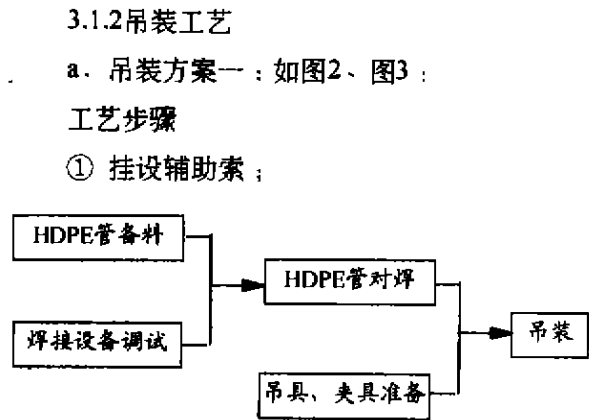 3.1.2吊装工艺
a．吊装方案一：如图2、图3：
工艺步骤
① 挂设辅助索；
HDPE管备料
HDPE管对焊
焊接设备调试
吊装
吊具、夹具准备